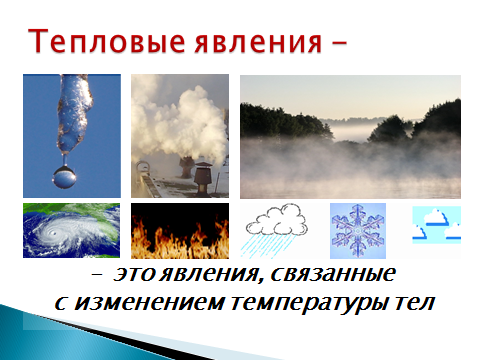 Тепловые явления –
– это явления, связанные
с изменением температуры тел